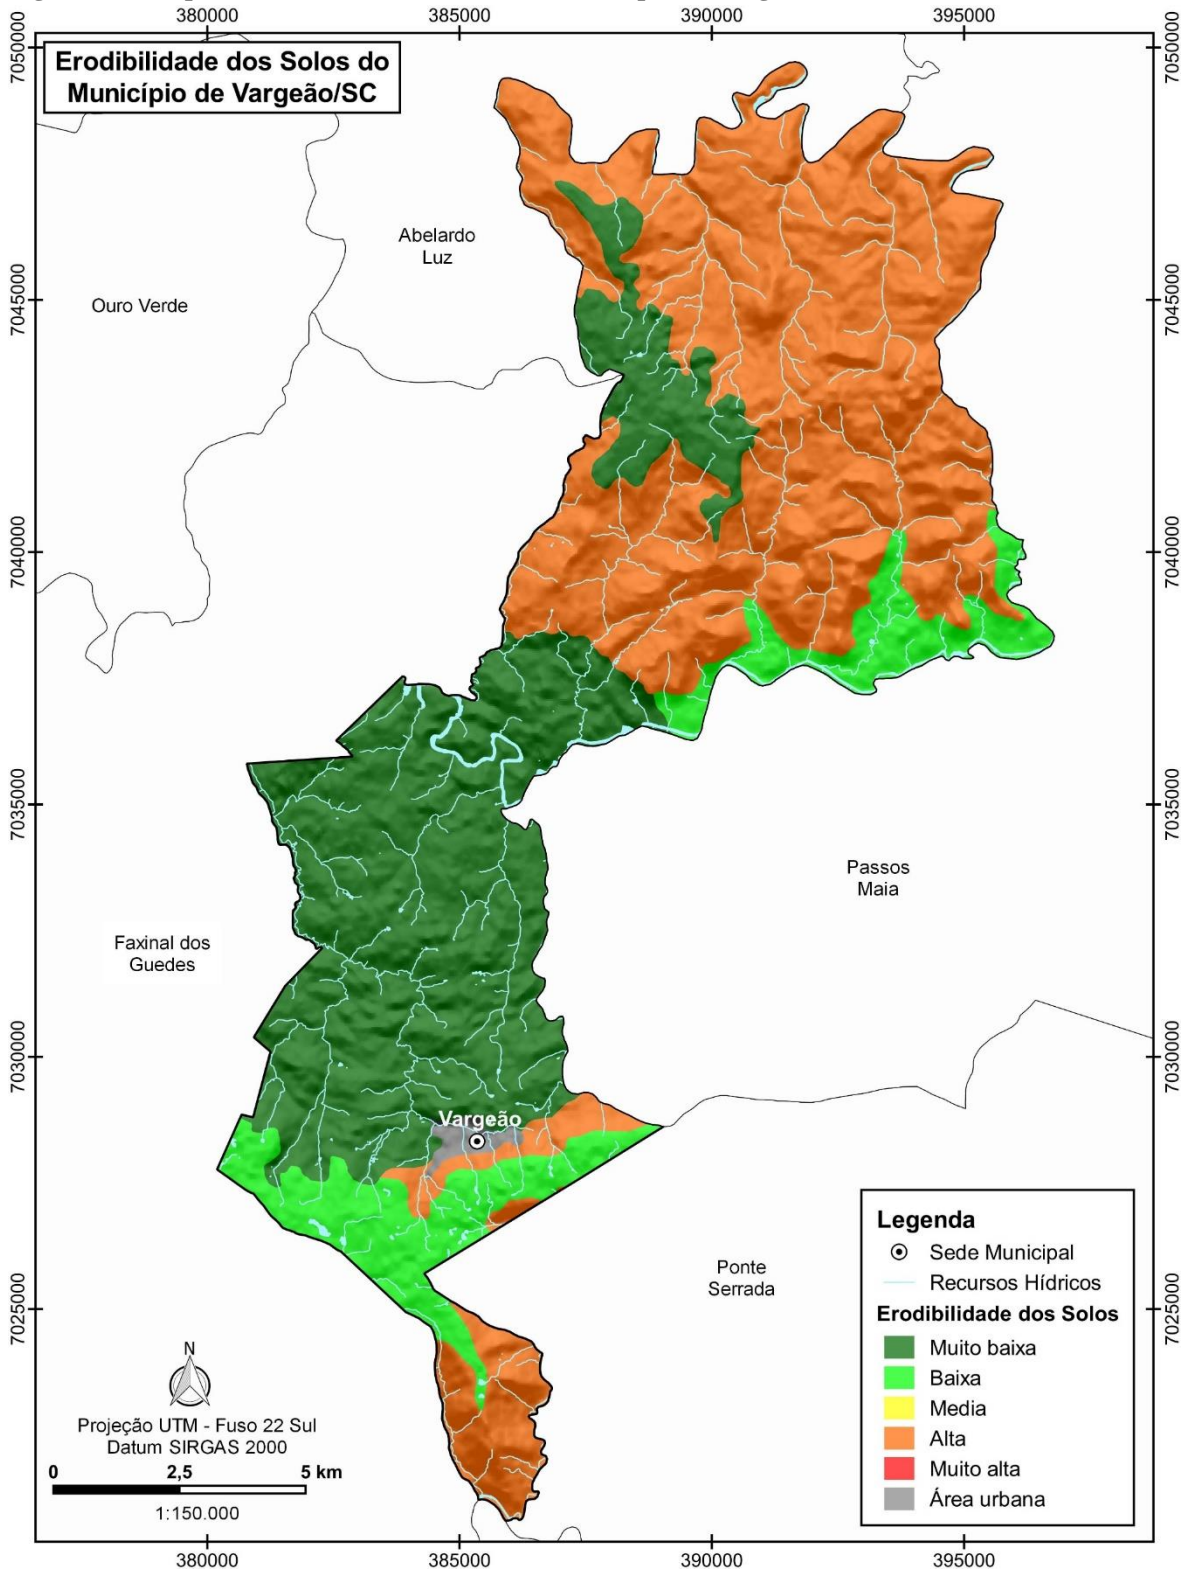 380000
385000
390000
395000
7050000
7050000
Erodibilidade dos Solos do
Município de Vargeão/SC
Abelardo
Luz
Ouro Verde
7045000
7045000
7040000
7040000
7035000
7035000
Passos
Maia
Faxinal dos
Guedes
7030000
7030000
Vargeão
Ponte
Serrada
7025000
7025000
Legenda
Sede Municipal
Recursos Hídricos
Erodibilidade dos Solos
Muito baixa
Baixa
Media
Alta
Muito alta
Área urbana
N
Projeção UTM - Fuso 22 Sul
Datum SIRGAS 2000
0 2,5 5 km
1:150.000
380000
385000
390000
395000